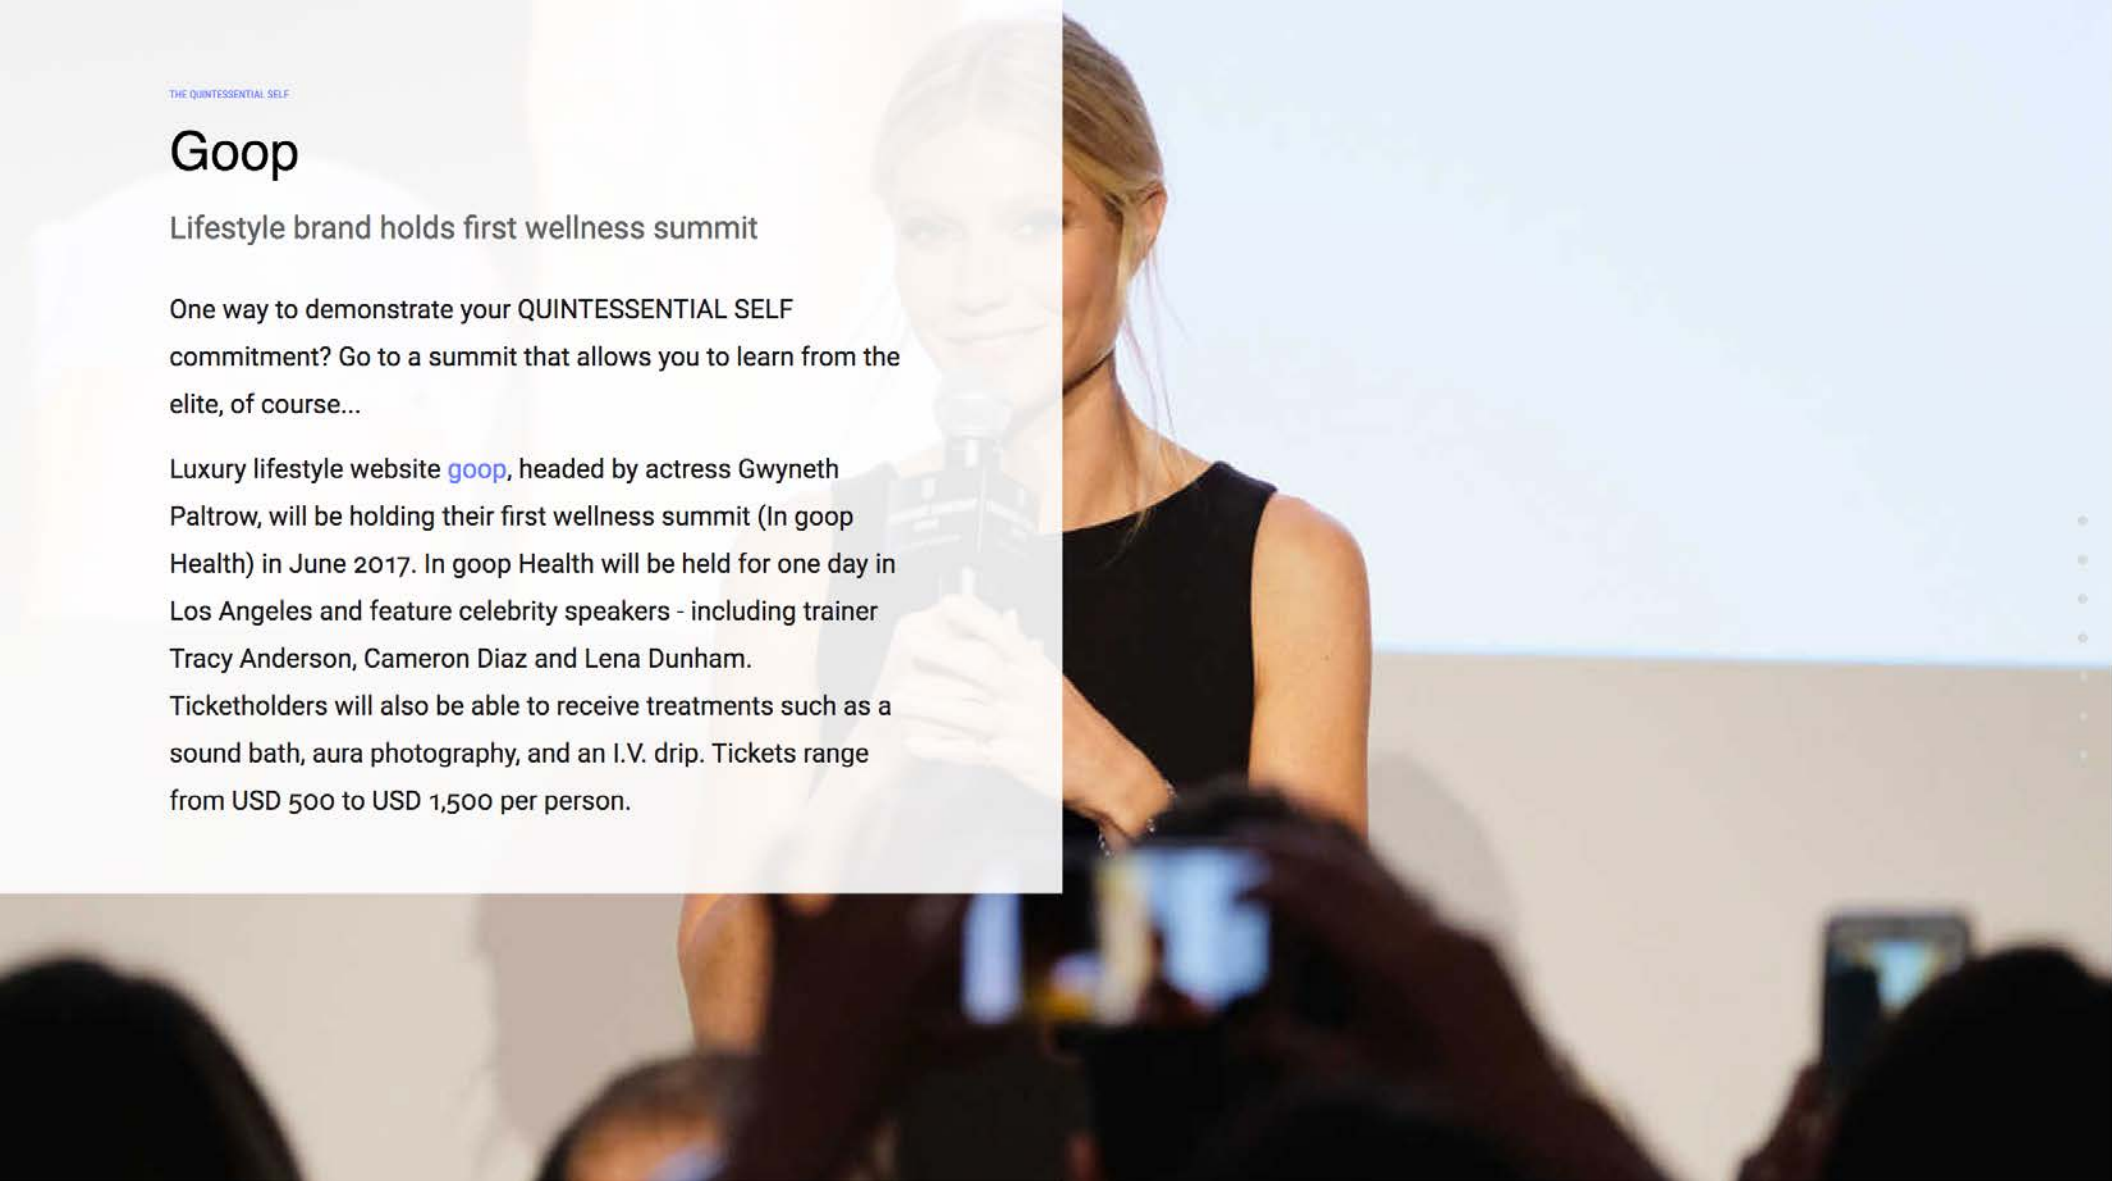 THE QUINTESSENTIAL SELF
Goop
Lifestyle brand holds first wellness summit
One way to demonstrate your QUINTESSENTIAL SELF
commitment? Go to a summit that allows you to learn from the
elite, of course...
Luxury lifestyle website goop, headed by actress Gwyneth
Paltrow, will be holding their first wellness summit (In goop
Health) in June 2017. In goop Health will be held for one day in
Los Angeles and feature celebrity speakers - including trainer
Tracy Anderson, Cameron Diaz and Lena Dunham.
Ticketholders will also be able to receive treatments such as a
sound bath, aura photography, and an I.V. drip. Tickets range
from USD 500 to USD 1,500 per person.